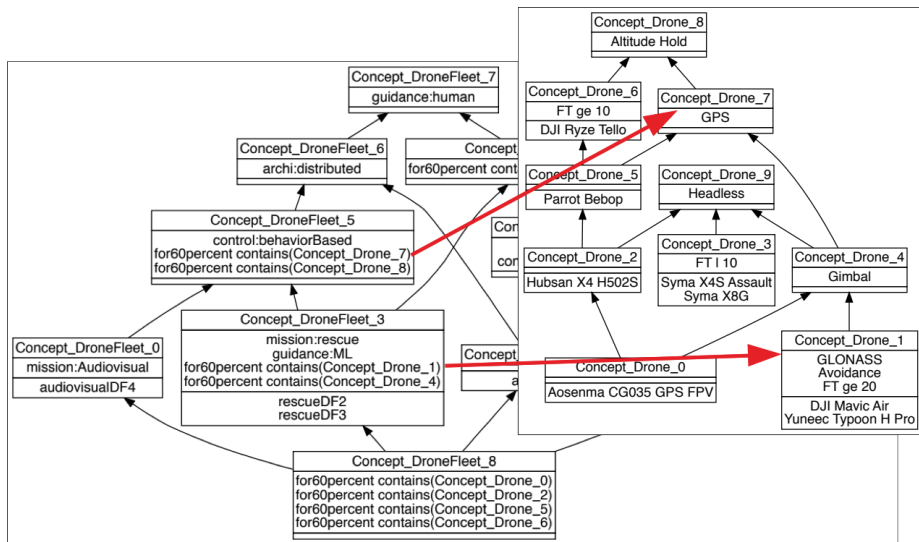 Concept_DroneFleet_7
guidance:human
Concept_DroneFleet_6
archi:distributed
Conc
for60percent conta
Concept_DroneFleet_5
control:behaviorBased
for60percent contains(Concept_Drone_7)
for60percent contains(Concept_Drone_8)
con
Concept_DroneFleet_3
mission:rescue
guidance:ML
for60percent contains(Concept_Drone_1)
for60percent contains(Concept_Drone_4)
rescueDF2
rescueDF3
Concept_DroneFleet_0
mission:Audiovisual
audiovisualDF4
Concept_
a
Concept_DroneFleet_8
for60percent contains(Concept_Drone_0)
for60percent contains(Concept_Drone_2)
for60percent contains(Concept_Drone_5)
for60percent contains(Concept_Drone_6)
Concept_Drone_8
Altitude Hold
Concept_Drone_6
FT ge 10
DJI Ryze Tello
Concept_Drone_7
GPS
Concept_Drone_5
Parrot Bebop
Concept_Drone_9
Headless
Concept_Drone_2
Hubsan X4 H502S
Concept_Drone_3
FT l 10
Syma X4S Assault
Syma X8G
Concept_Drone_4
Gimbal
Concept_Drone_0
Aosenma CG035 GPS FPV
Concept_Drone_1
GLONASS
Avoidance
FT ge 20
DJI Mavic Air
Yuneec Typoon H Pro